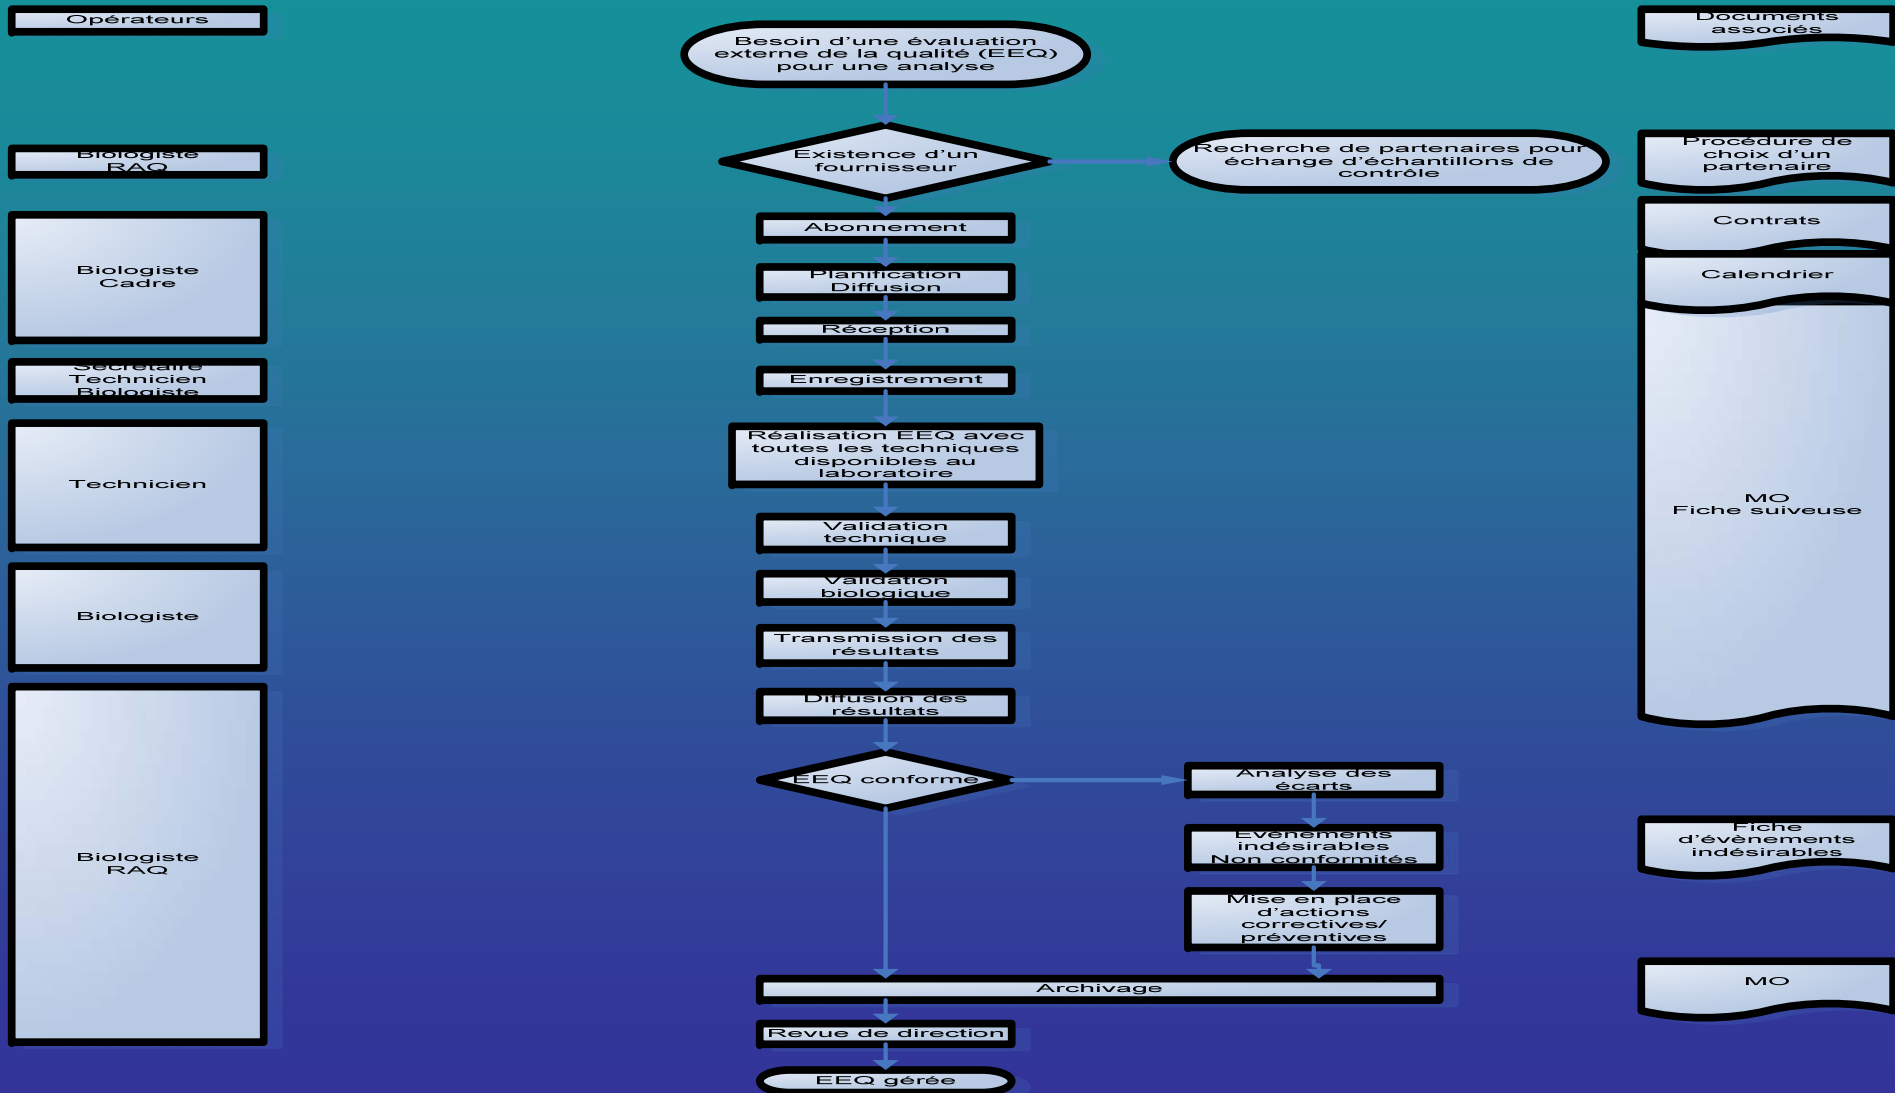 Opérateurs
Biologiste
RAQ
Biologiste
Cadre
Secrétaire
Technicien
Biologiste
Technicien
Biologiste
Biologiste
RAQ
Besoin d’une évaluation
externe de la qualité (EEQ)
pour une analyse
Existence d’un
fournisseur
Recherche de partenaires pour
échange d’échantillons de
contrôle
Abonnement
Planification
Diffusion
Réception
Enregistrement
Réalisation EEQ avec
toutes les techniques
disponibles au
laboratoire
Validation
technique
Validation
biologique
Transmission des
résultats
Diffusion des
résultats
EEQ conforme
Analyse des
écarts
Evènements
indésirables
Non conformités
Mise en place
d’actions
correctives/
préventives
Archivage
Revue de direction
EEQ gérée
Documents
associés
Procédure de
choix d’un
partenaire
Contrats
Calendrier
MO
Fiche suiveuse
Fiche
d’évènements
indésirables
MO